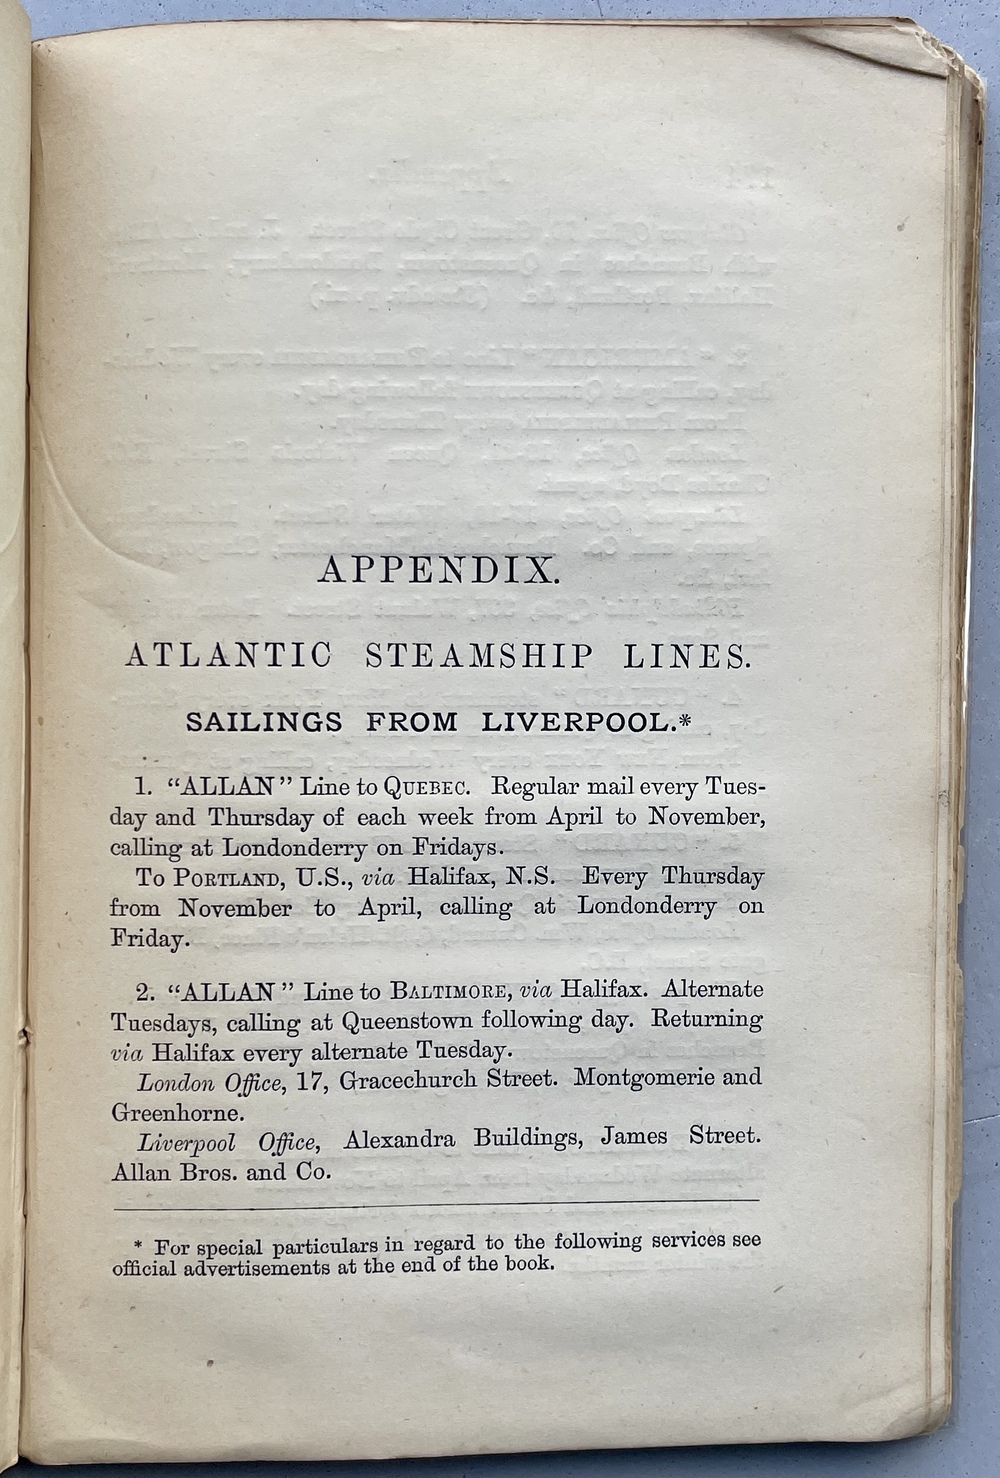 APPENDIX.
ATLANTIC STEAMSHIP LINES.
SAILINGS FROM LIVERPOOL.*
1. “ALLAN” Line to QUEBEC. Regular mail every Tues-
day and Thursday of each week from April to November,
calling at Londonderry on Fridays.
To PORTLAND, U.S., via Halifax, N.S. Every Thursday
from November to April, calling at Londonderry on
Friday.
2. “ALLAN” Line to BALTIMORE, via Halifax. Alternate
Tuesdays, calling at Queenstown following day. Returning
via Halifax every alternate Tuesday.
London Office, 17, Gracechurch Street. Montgomerie and
Greenhorne.
Liverpool Office, Alexandra Buildings, James Street.
Allan Bros. and Co.
* For special particulars in regard to the following services see
official advertisements at the end of the book.